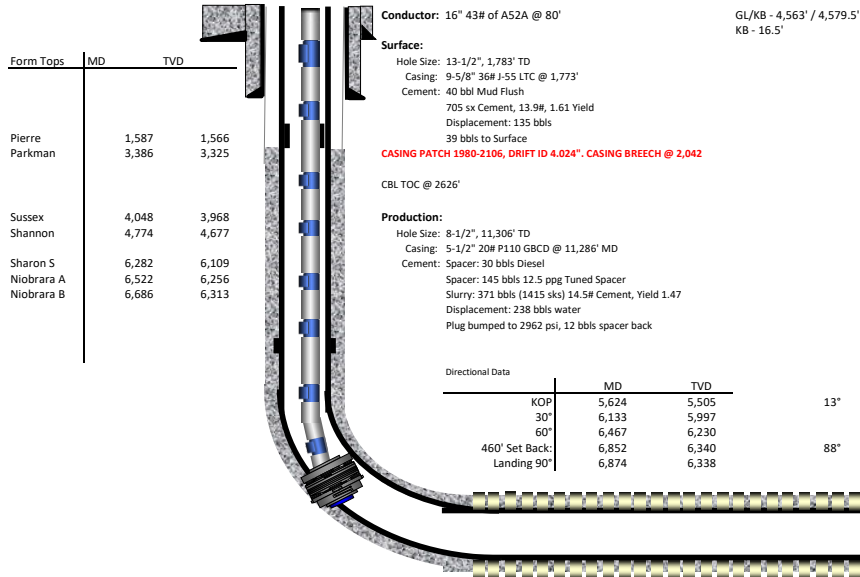 Conductor: 16" 43# of A52A @ 80'
GL/KB - 4,563' / 4,579.5'
KB - 16.5'
Surface:
Hole Size: 13-1/2", 1,783' TD
Casing: 9-5/8" 36# J-55 LTC @ 1,773'
Cement: 40 bbl Mud Flush
705 sx Cement, 13.9#, 1.61 Yield
Displacement: 135 bbls
39 bbls to Surface
CASING PATCH 1980-2106, DRIFT ID 4.024". CASING BREECH @ 2,042
CBL TOC @ 2626'
Production:
Hole Size: 8-1/2", 11,306' TD
Casing: 5-1/2" 20# P110 GBCD @ 11,286' MD
Cement: Spacer: 30 bbls Diesel
Spacer: 145 bbls 12.5 ppg Tuned Spacer
Slurry: 371 bbls (1415 sks) 14.5# Cement, Yield 1.47
Displacement: 238 bbls water
Plug bumped to 2962 psi, 12 bbls spacer back
Form Tops MD TVD
Pierre 1,587 1,566
Parkman 3,386 3,325
Sussex 4,048 3,968
Shannon 4,774 4,677
Sharon S 6,282 6,109
Niobrara A 6,522 6,256
Niobrara B 6,686 6,313
Directional Data
MD TVD
KOP 5,624 5,505 13°
30° 6,133 5,997
60° 6,467 6,230
460' Set Back: 6,852 6,340 88°
Landing 90° 6,874 6,338